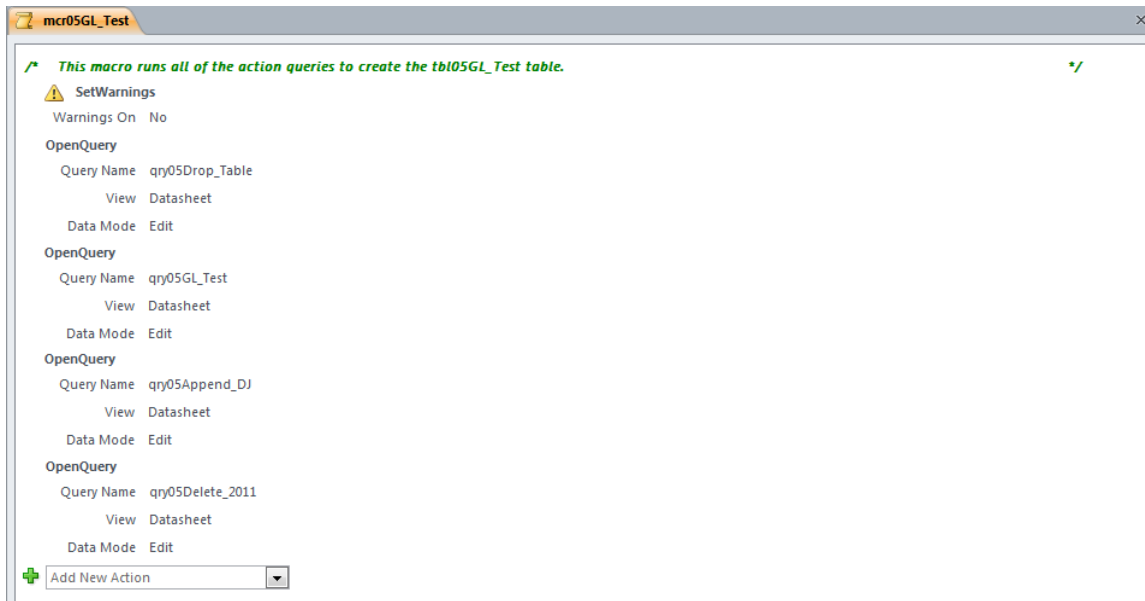 mcr05GL_Test
/* This macro runs all of the action queries to create the tbl05GL_Test table. */
SetWarnings
Warnings On No
OpenQuery
Query Name qry05Drop_Table
View Datasheet
Data Mode Edit
OpenQuery
Query Name qry05GL_Test
View Datasheet
Data Mode Edit
OpenQuery
Query Name qry05Append_DJ
View Datasheet
Data Mode Edit
OpenQuery
Query Name qry05Delete_2011
View Datasheet
Data Mode Edit
Add New Action